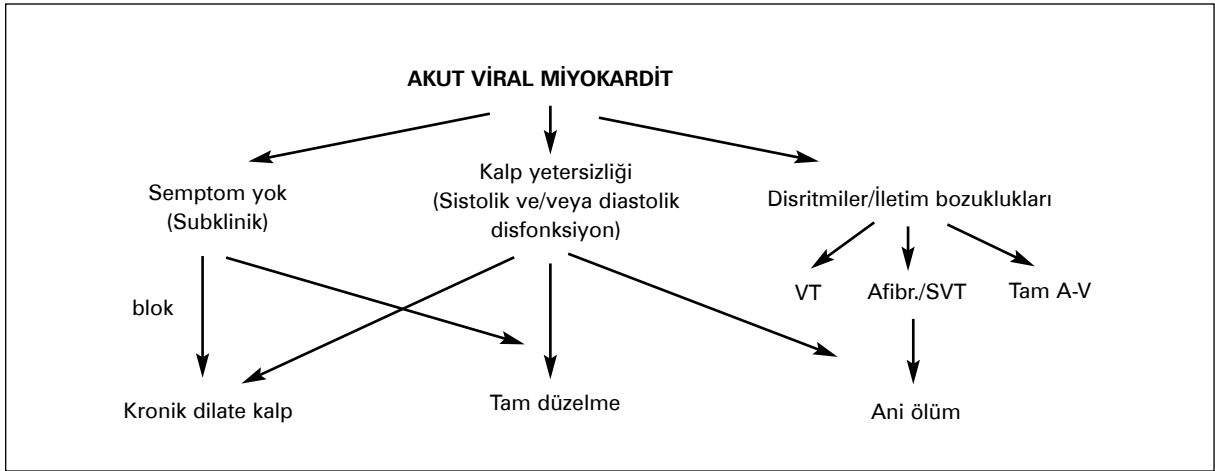 AKUT VİRAL MİYOKARDİT
Semptom yok
(Subklinik)
Kalp yetersizliği
(Sistolik ve/veya diastolik
disfonksiyon)
Disritmiler/İletim bozuklukları
VT
Afibr./SVT
Tam A-V
blok
Kronik dilate kalp
Tam düzelme
Ani ölüm